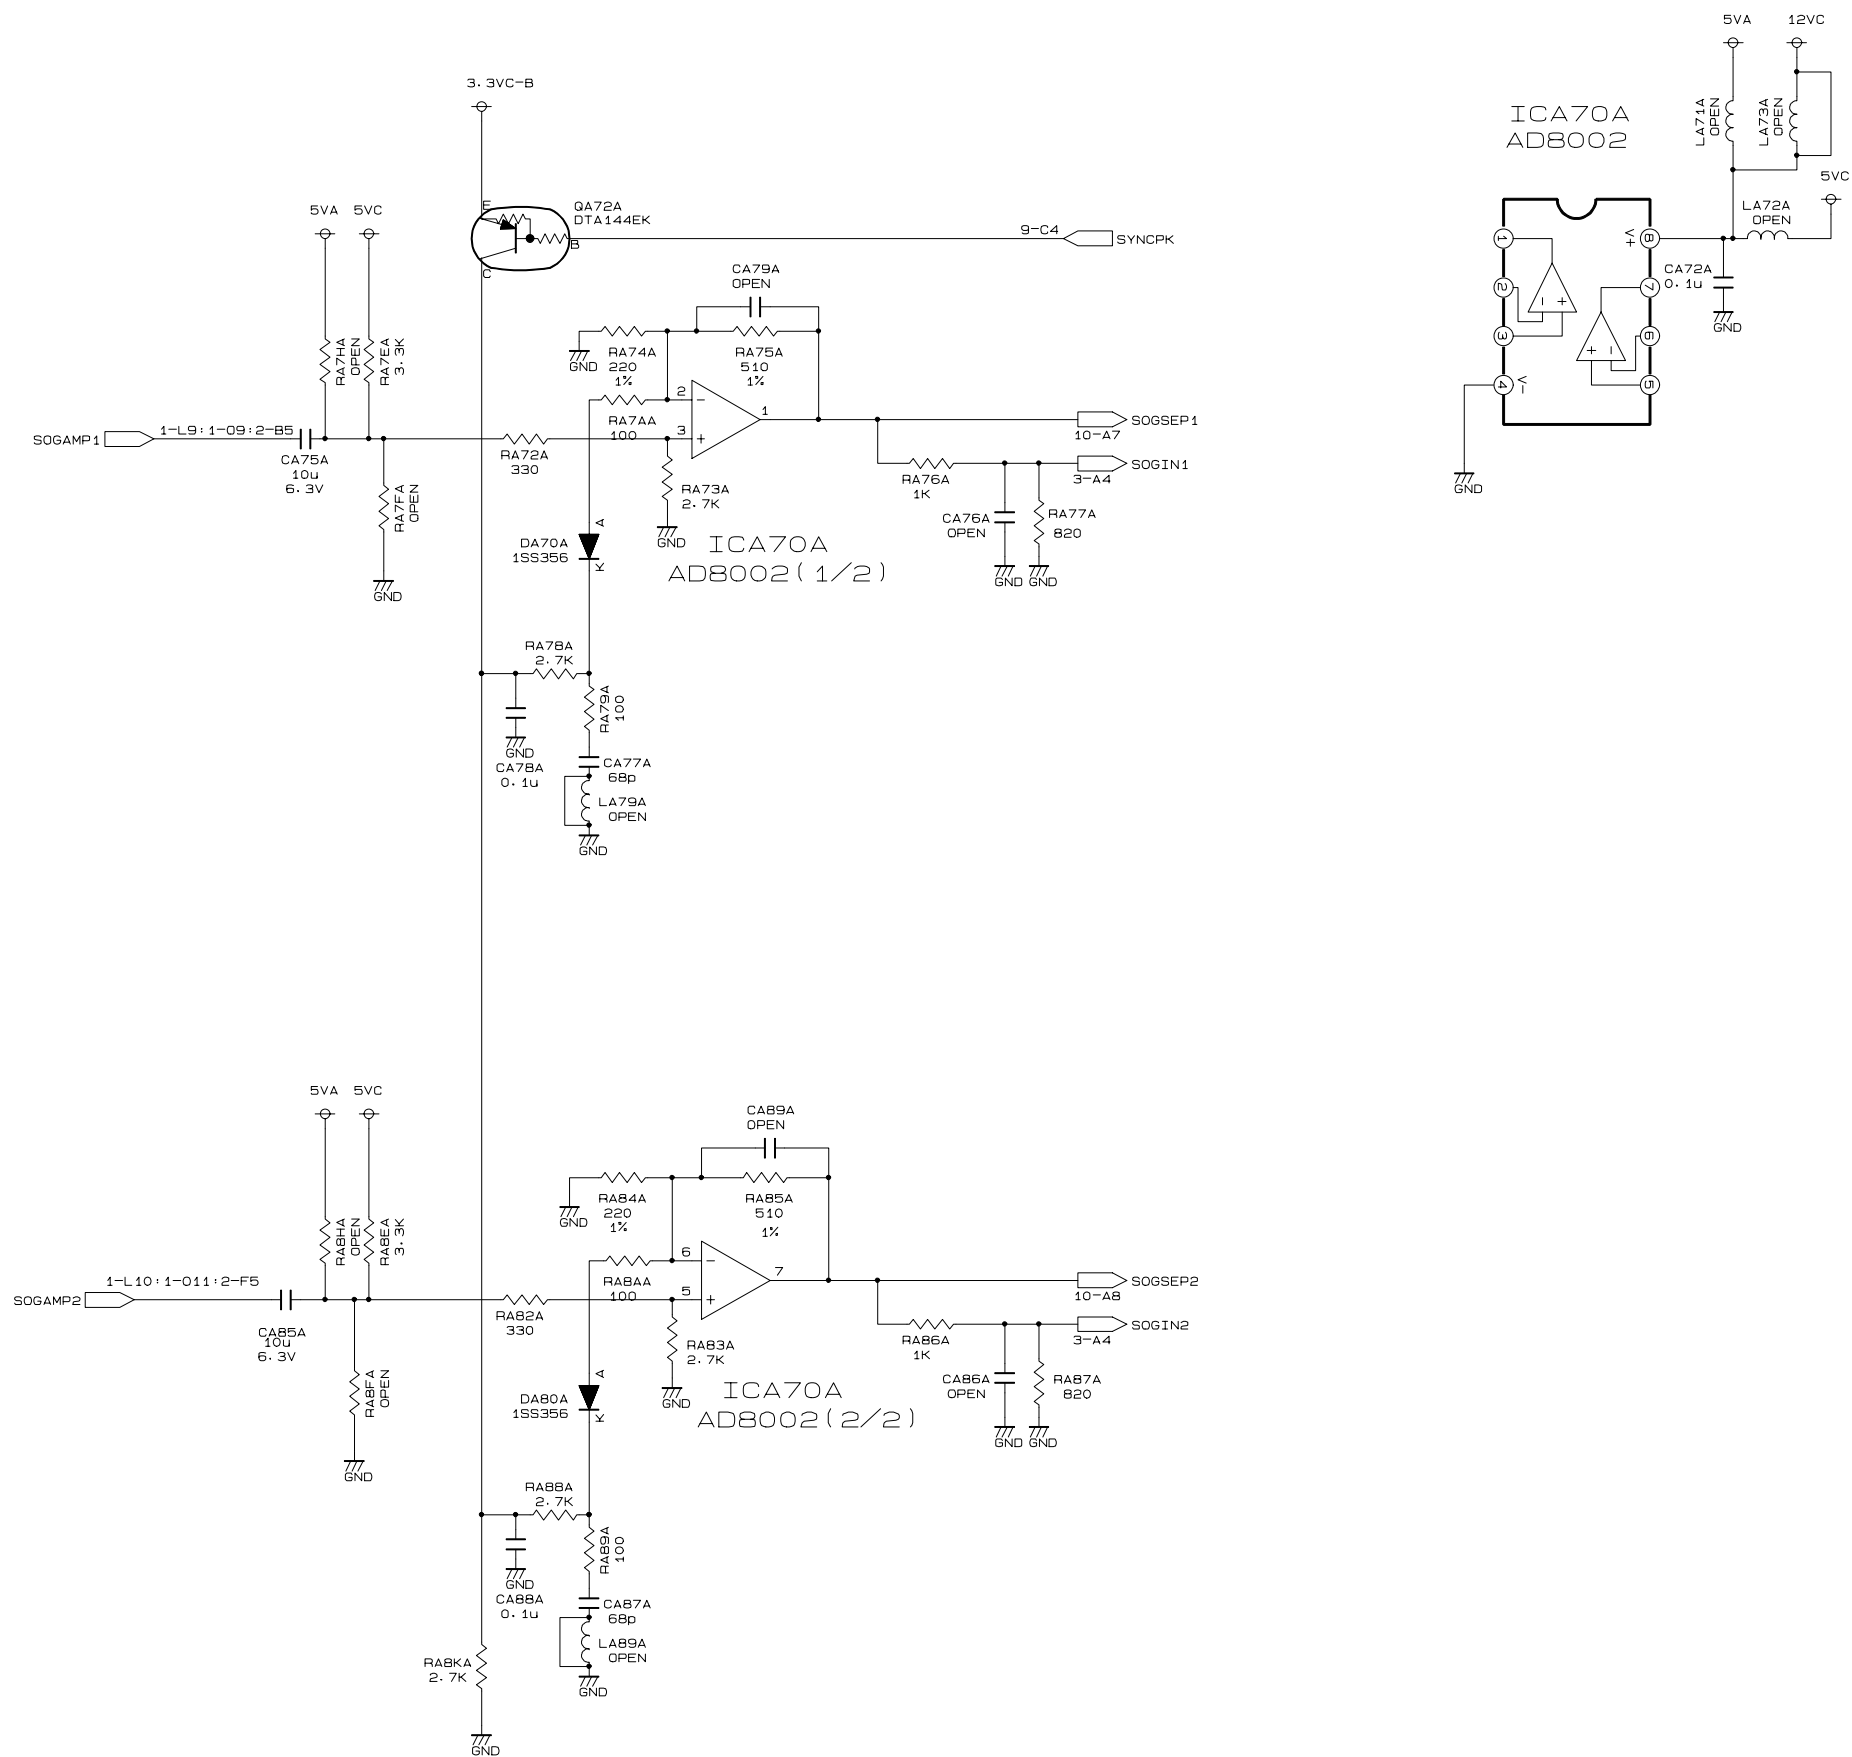 5VA 12VC
3.3VC-B
LA71A
OPEN
LA73A
OPEN
ICA70A
AD8002
5VC
LA72A
OPEN
1
2
3
4
V-
V+
8
7
6
5
- +
+ -
CA72A
0.1u
GND
GND
5VA 5VC
E
QA72A
DTA144EK
B
C
9-C4
SYNCPK
CA79A
OPEN
RA7HA
OPEN
RA7EA
3.3K
GND
RA74A
220
1%
RA75A
510
1%
RA7AA
100
2
-
3
+
1
SOGAMP1
1-L9:1-O9:2-B5
CA75A
10u
6.3V
RA72A
330
RA7FA
OPEN
GND
RA73A
2.7K
GND
SOGSEP1
10-A7
SOGIN1
3-A4
RA76A
1K
CA76A
OPEN
RA77A
820
GND GND
DA70A
1SS356
A
K
ICA70A
AD8002(1/2)
RA78A
2.7K
RA79A
100
GND
CA78A
0.1u
CA77A
68p
LA79A
OPEN
GND
5VA 5VC
CA89A
OPEN
RA8HA
OPEN
RA8EA
3.3K
GND
RA84A
220
1%
RA85A
510
1%
RA8AA
100
6
-
5
+
7
SOGAMP2
1-L10:1-O11:2-F5
CA85A
10u
6.3V
RA82A
330
RA8FA
OPEN
GND
RA83A
2.7K
GND
SOGSEP2
10-A8
SOGIN2
3-A4
RA86A
1K
CA86A
OPEN
RA87A
820
GND GND
DA80A
1SS356
A
K
ICA70A
AD8002(2/2)
RA88A
2.7K
RA89A
100
GND
CA88A
0.1u
CA87A
68p
LA89A
OPEN
GND
RA8KA
2.7K
GND